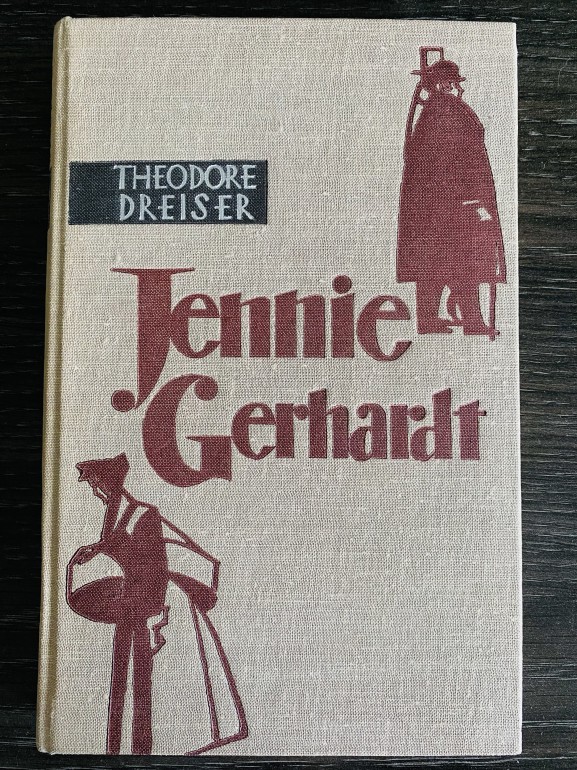 THEODORE
DREISER
Jennie
Gerhardt